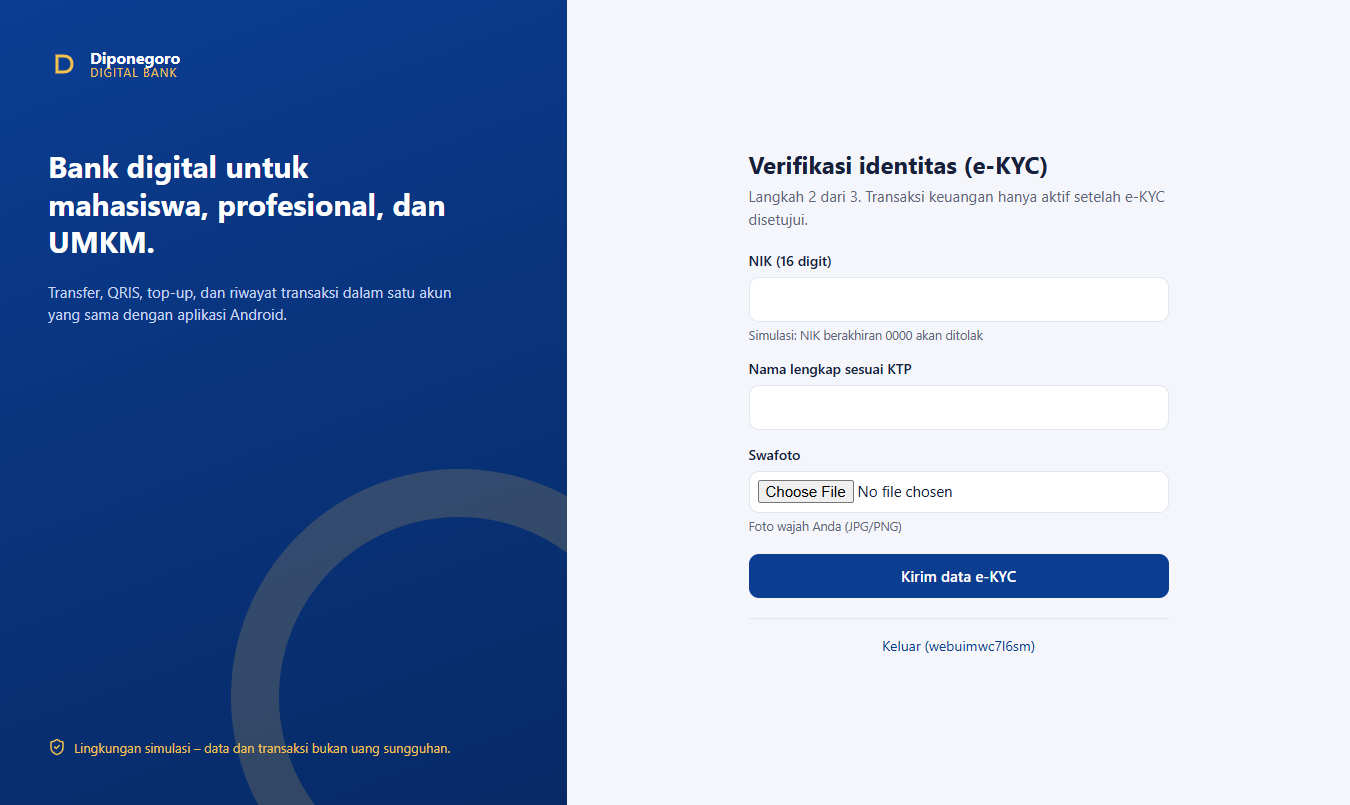 D
Diponegoro
DIGITAL BANK
Bank digital untuk
mahasiswa, profesional, dan
UMKM.
Transfer, QRIS, top-up, dan riwayat transaksi dalam satu akun
yang sama dengan aplikasi Android.
Lingkungan simulasi – data dan transaksi bukan uang sungguhan.
Verifikasi identitas (e-KYC)
Langkah 2 dari 3. Transaksi keuangan hanya aktif setelah e-KYC
disetujui.
NIK (16 digit)
Simulasi: NIK berakhiran 0000 akan ditolak
Nama lengkap sesuai KTP
Swafoto
Choose File No file chosen
Foto wajah Anda (JPG/PNG)
Kirim data e-KYC
Keluar (webuimwc7l6sm)